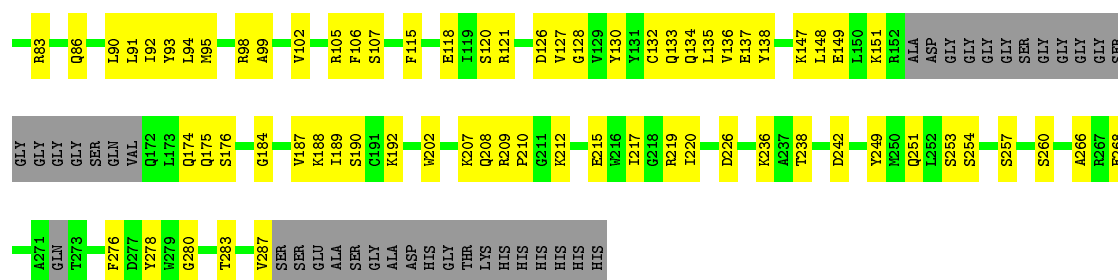 R83 Q86 L90 L91 I92 Y93 L94 M95 R98 A99 V102 R105 F106 S107 F115 E118 I119 S120 R121 D126 V127 G128 V129 Y130 Y131 C132 Q133 Q134 L135 V136 E137 Y138 K147 L148 E149 L150 K151 R152 ALA ASP GLY GLY GLY GLY SER GLY GLY GLY GLY SER
GLY GLY GLY GLY SER GLN VAL Q172 L173 Q174 Q175 S176 G184 V187 K188 I189 S190 C191 K192 W202 K207 Q208 R209 P210 G211 K212 E215 W216 I217 G218 R219 I220 D226 K236 A237 T238 D242 Y249 M250 Q251 L252 S253 S254 S257 S260 A266 R267 F268
A271 GLN T273 F276 D277 Y278 W279 G280 T283 V287 SER SER GLU ALA SER GLY ALA ASP HIS GLY THR LYS HIS HIS HIS HIS HIS HIS